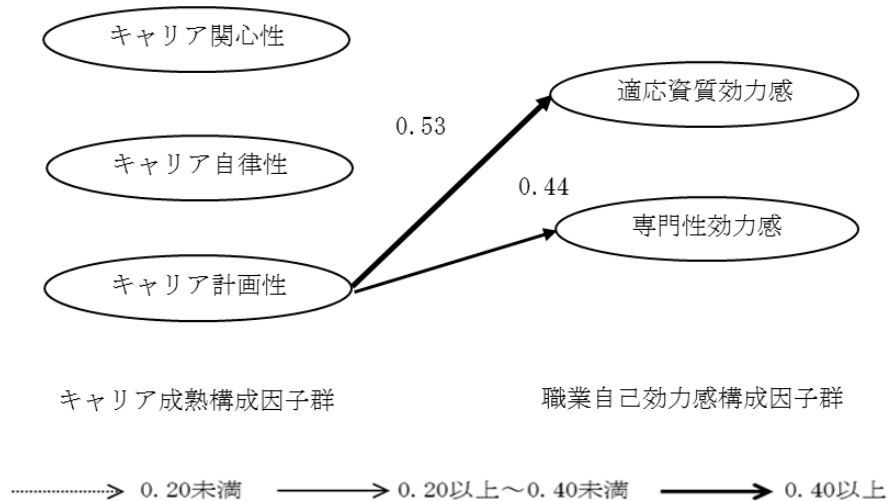 キャリア関心性
適応資質効力感
0.53
キャリア自律性
0.44
専門性効力感
キャリア計画性
キャリア成熟構成因子群
職業自己効力感構成因子群
0.20未満
0.20以上～0.40未満
0.40以上